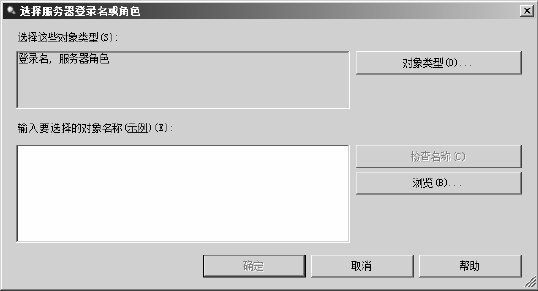 选择服务器登录名或角色
选择这些对象类型(S):
登录名, 服务器角色
对象类型(O)...
输入要选择的对象名称(示例)(E):
检查名称(C)
浏览(B)...
确定
取消
帮助